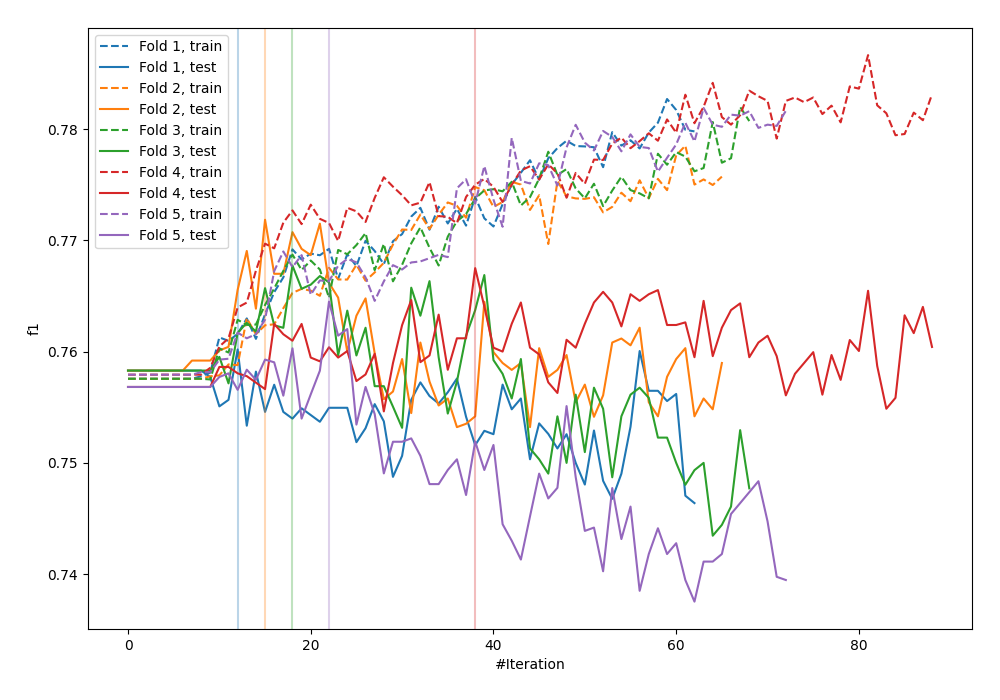 Fold 1, train
Fold 1, test
Fold 2, train
Fold 2, test
Fold 3, train
Fold 3, test
Fold 4, train
Fold 4, test
Fold 5, train
Fold 5, test
0.78
0.77
0.76
0.75
0.74
f1
0
20
40
60
80
#Iteration